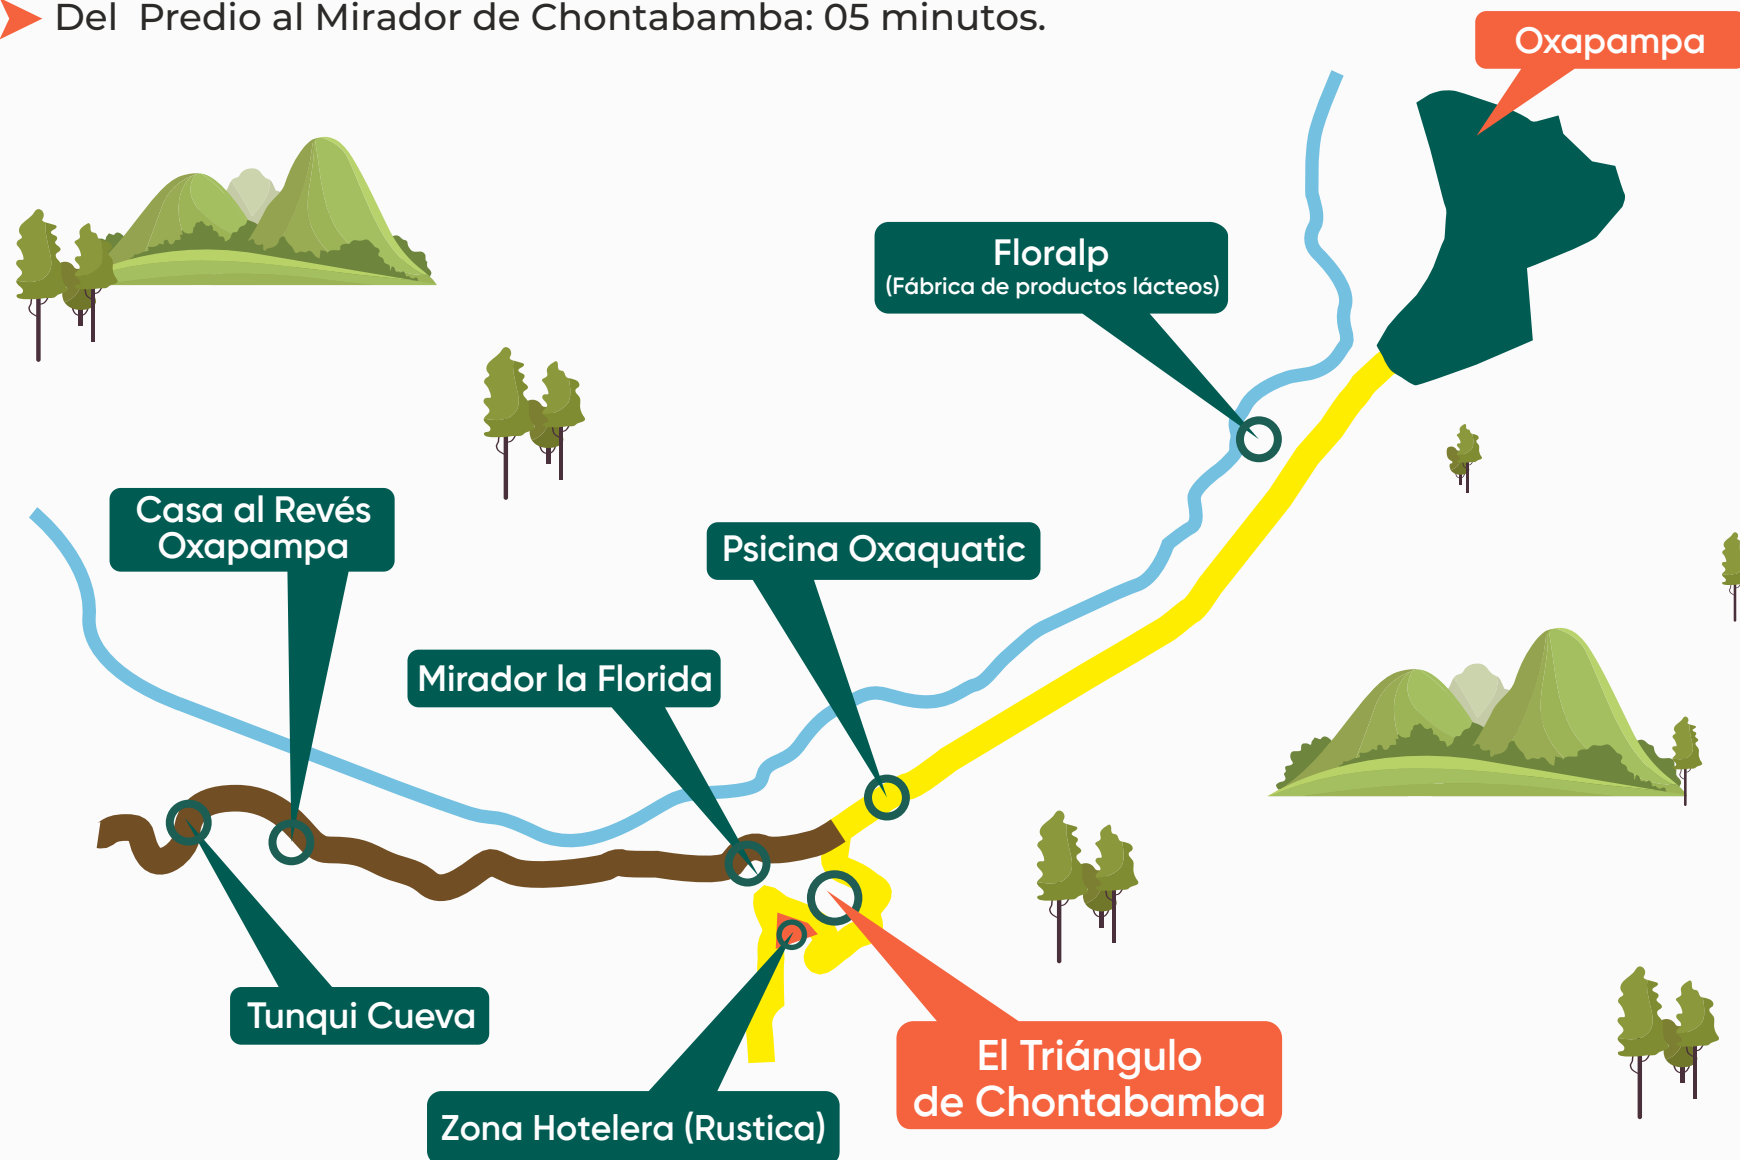 Del Predio al Mirador de Chontabamba: 05 minutos.
Oxapampa
Floralp
(Fábrica de productos lácteos)
Casa al Revés
Oxapampa
Psicina Oxaquatic
Mirador la Florida
Tunqui Cueva
El Triángulo
de Chontabamba
Zona Hotelera (Rustica)